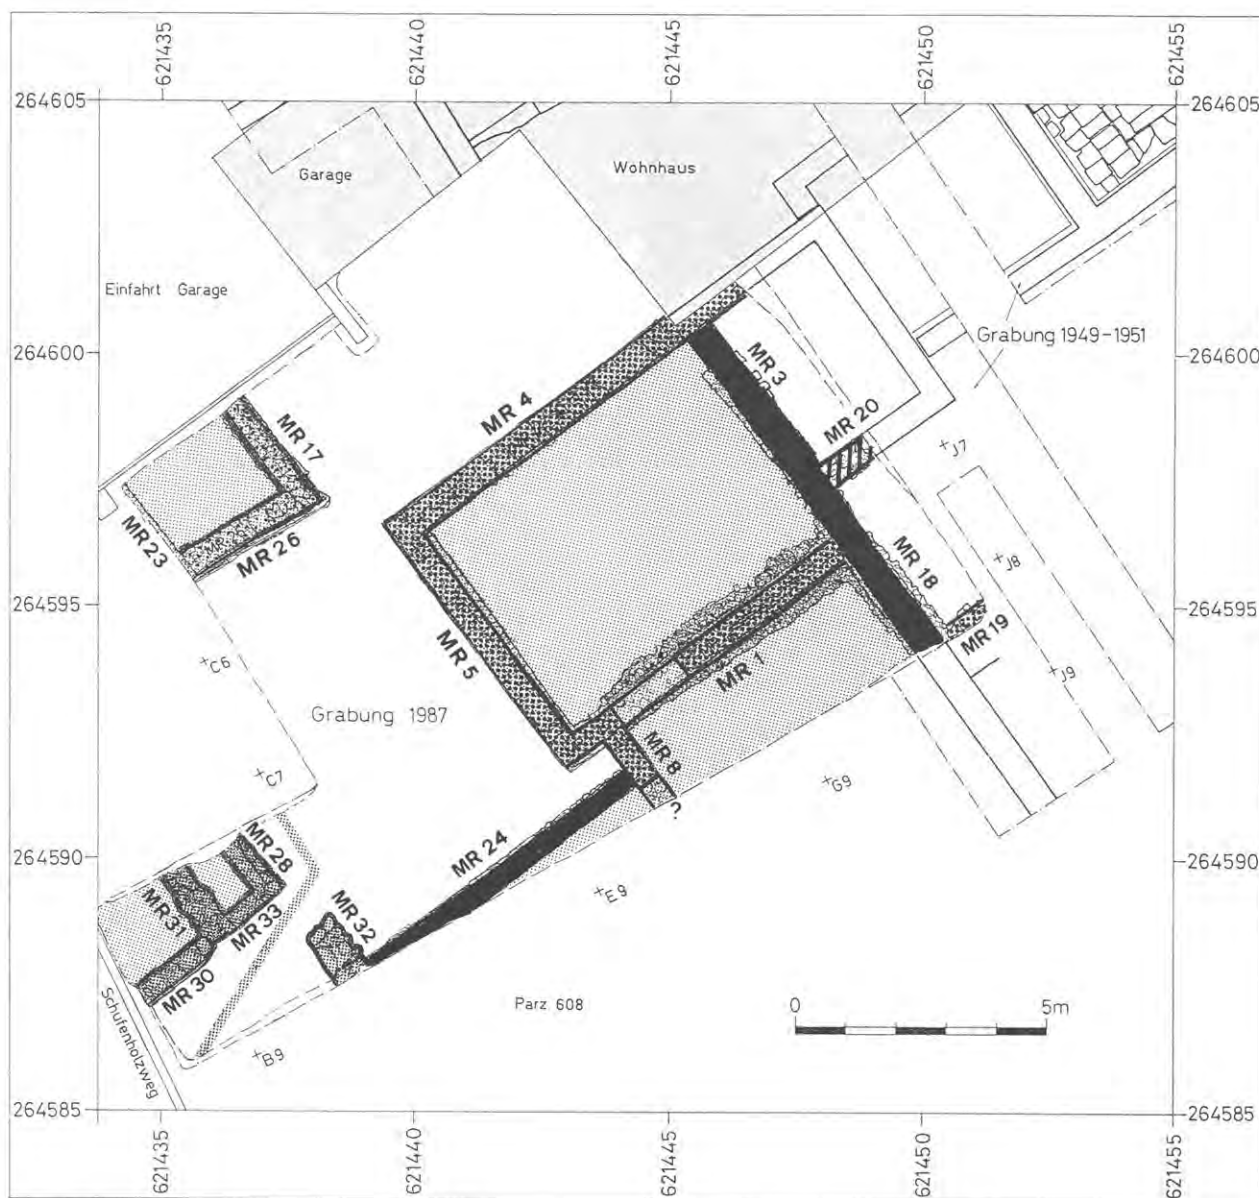 621435
621440
621445
621450
621455
264605
264605
Garage
Wohnhaus
Einfahrt Garage
264600
Grabung 1949-1951
264600
MR 3
MR 4
MR 17
MR 20
J7
MR 23
MR 26
MR 18
J8
264595
264595
MR 19
C6
MR 5
MR 1
J9
Grabung 1987
MR 8
C7
G9
?
264590
MR 28
MR 24
264590
MR 31
MR 33
E9
MR 32
MR 30
Parz 608
0
5m
Schufenholzweg
B9
264585
264585
621435
621440
621445
621450
621455